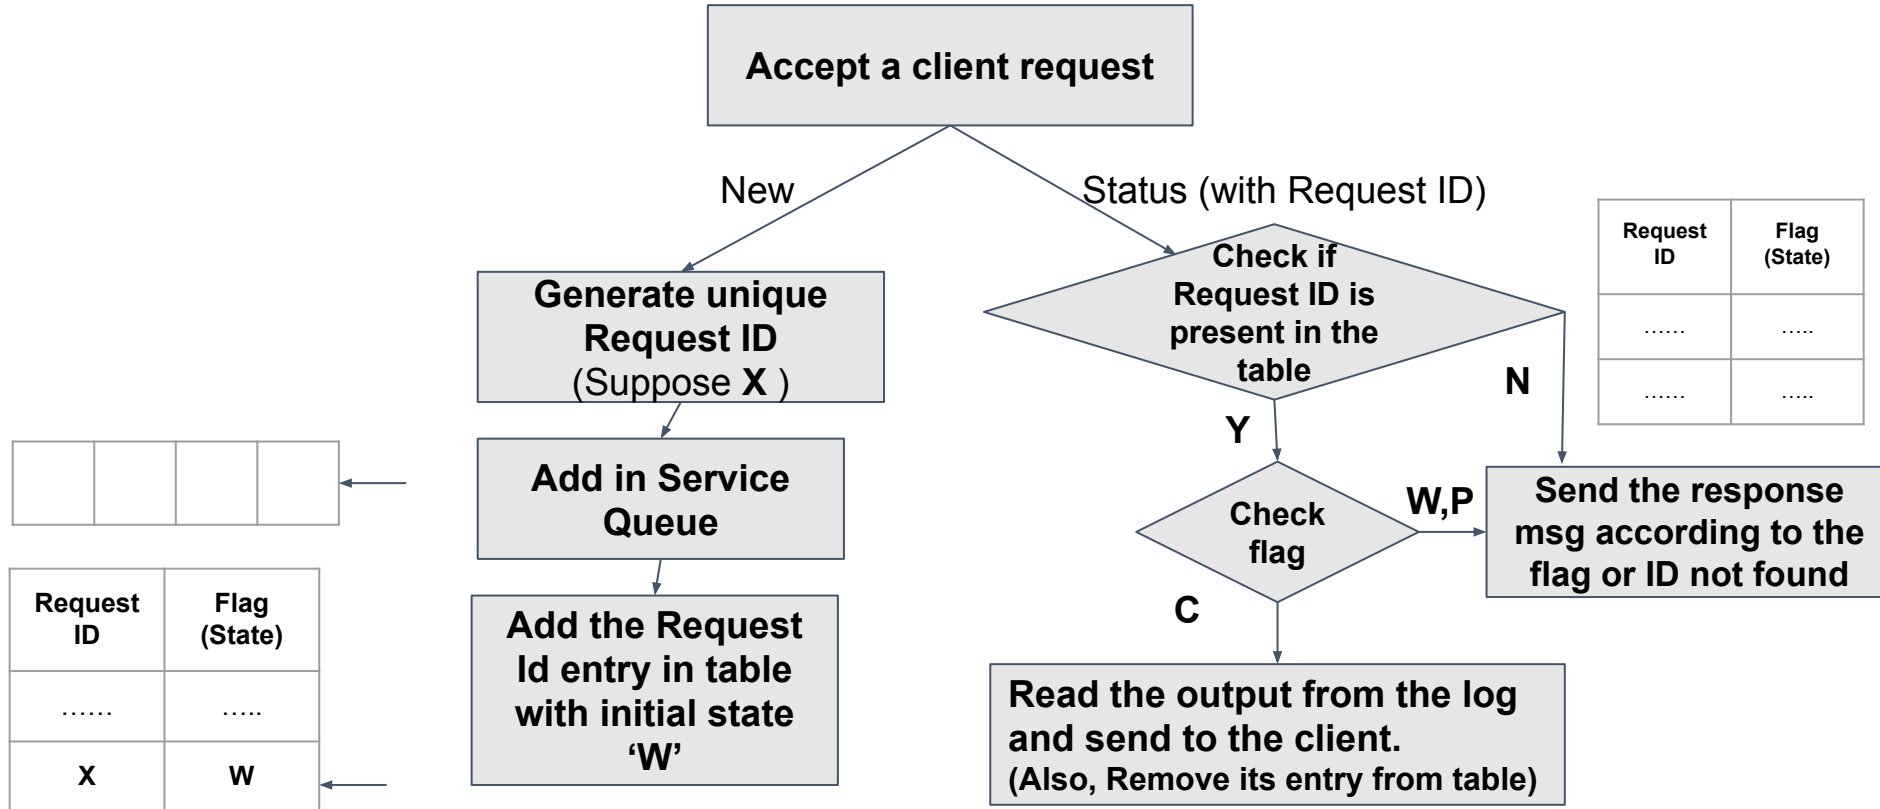 Accept a client request
New
Status (with Request ID)
Generate unique
Request ID
(Suppose X )
Add in Service
Queue
Add the Request
Id entry in table
with initial state
‘W’
Request
ID
Flag
(State)
……
…..
X
W
Check if
Request ID is
present in the
table
Y
N
Check
flag
W,P
C
Send the response
msg according to the
flag or ID not found
Read the output from the log
and send to the client.
(Also, Remove its entry from table)
Request
ID
Flag
(State)
……
…..
……
…..